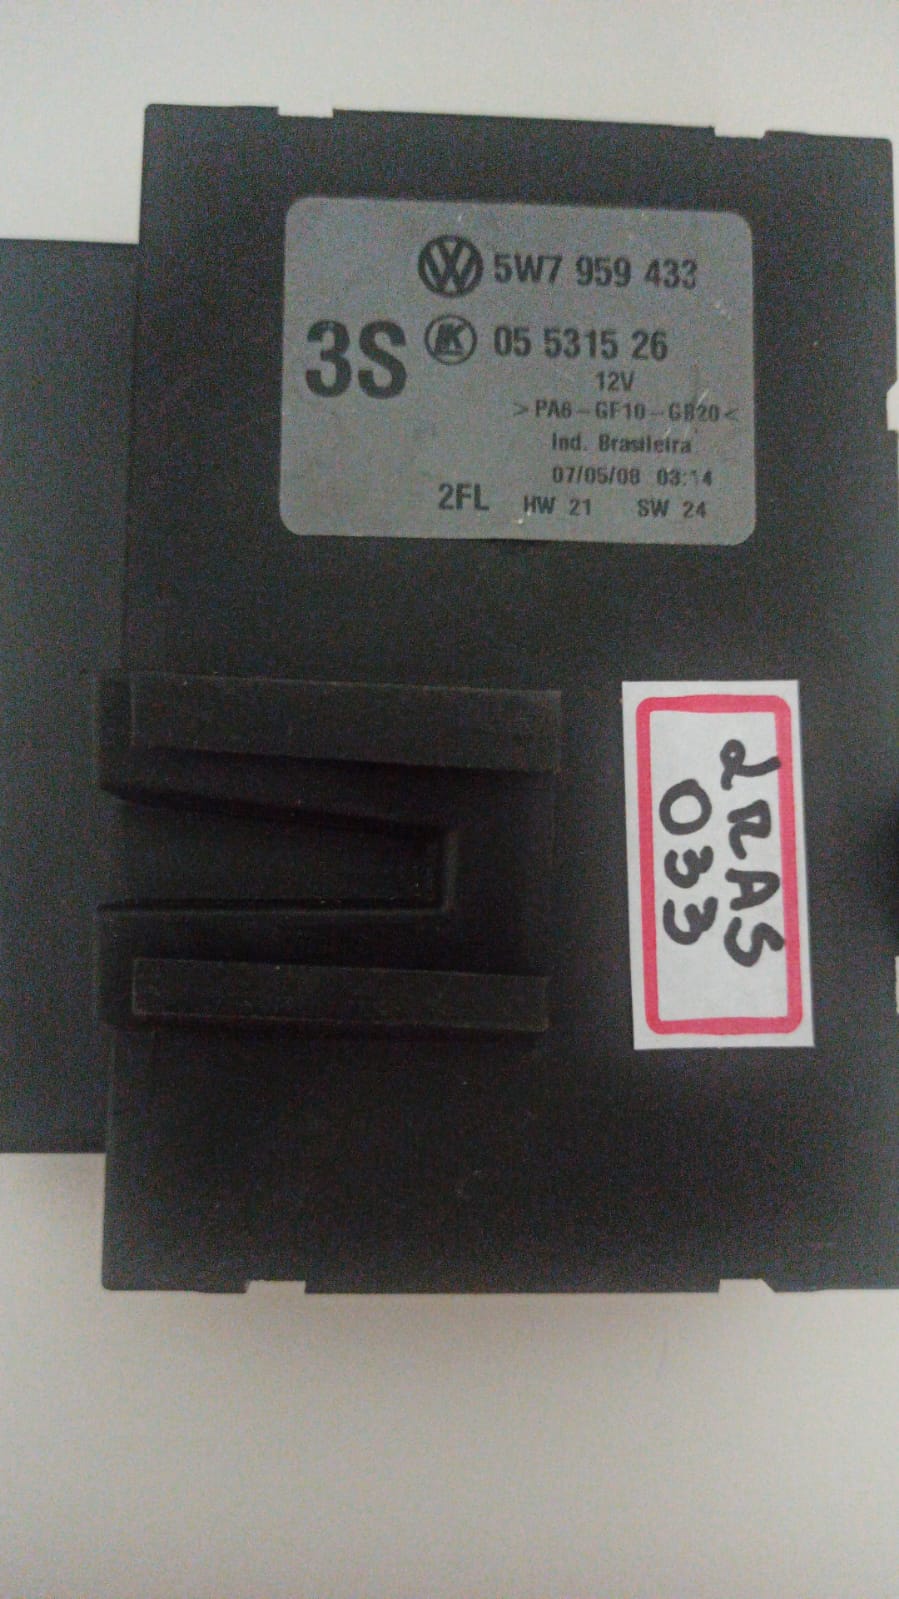 5W7 959 433
3S K 05 5315 26
12V
>PA6-GF10-GB20<
Ind. Brasileira
07/05/08 03:14
2FL HW 21 SW 24
LRAS
033